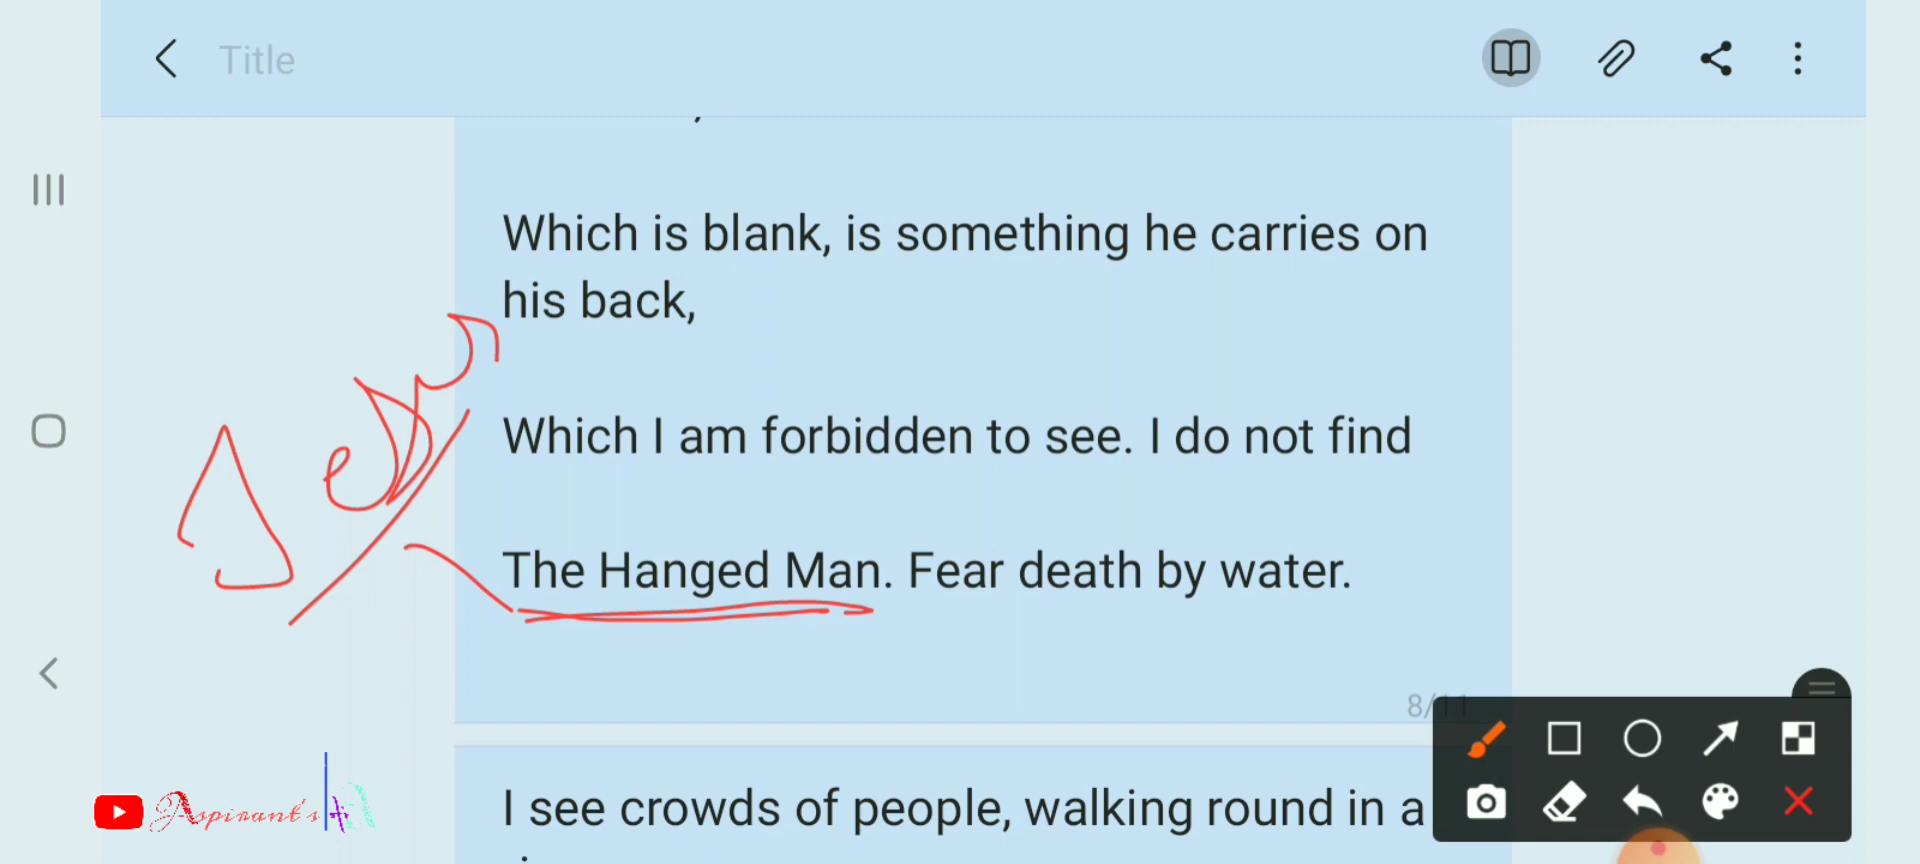 Title
Which is blank, is something he carries on
his back,
Jesus
Which I am forbidden to see. I do not find
The Hanged Man. Fear death by water.
8/11
I see crowds of people, walking round in a
Aspirant's